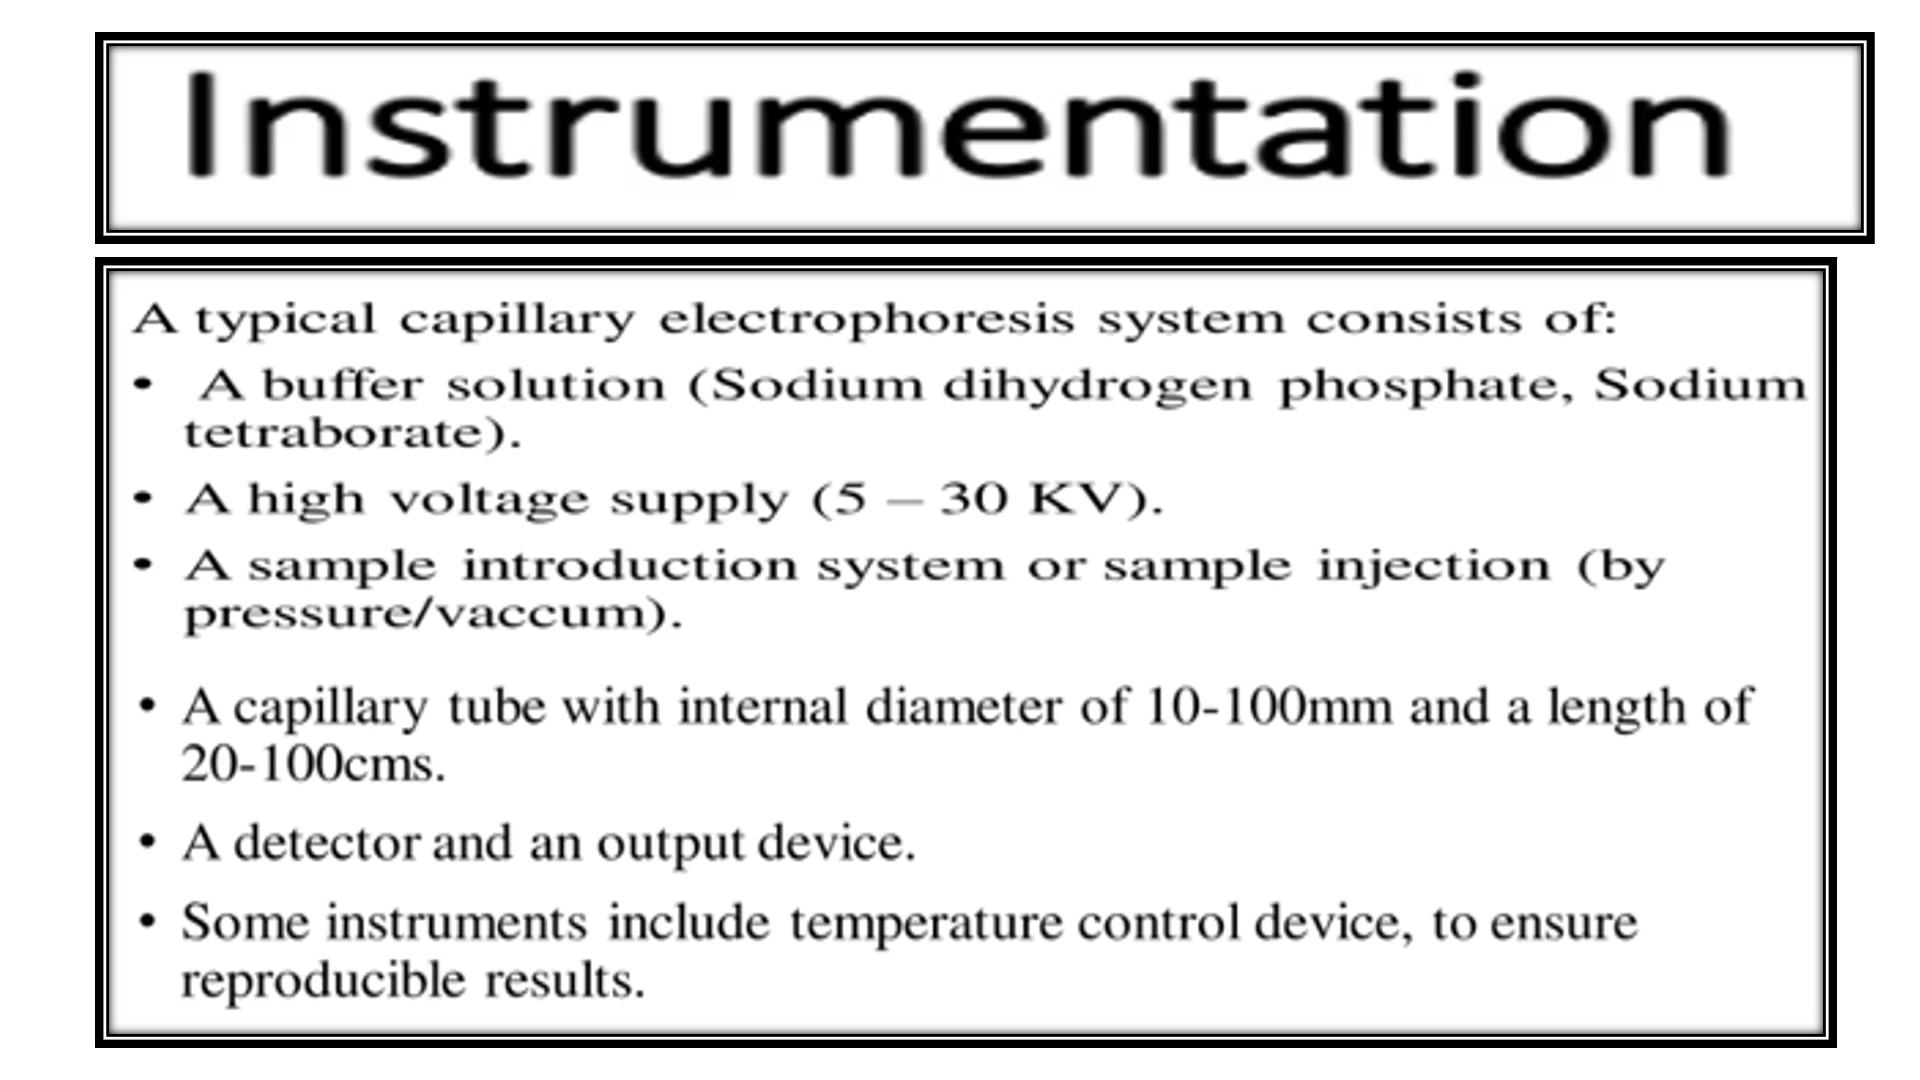 Instrumentation
A typical capillary electrophoresis system consists of:
• A buffer solution (Sodium dihydrogen phosphate, Sodium
tetraborate).
• A high voltage supply (5 – 30 KV).
• A sample introduction system or sample injection (by
pressure/vaccum).
• A capillary tube with internal diameter of 10-100mm and a length of
20-100cms.
• A detector and an output device.
• Some instruments include temperature control device, to ensure
reproducible results.